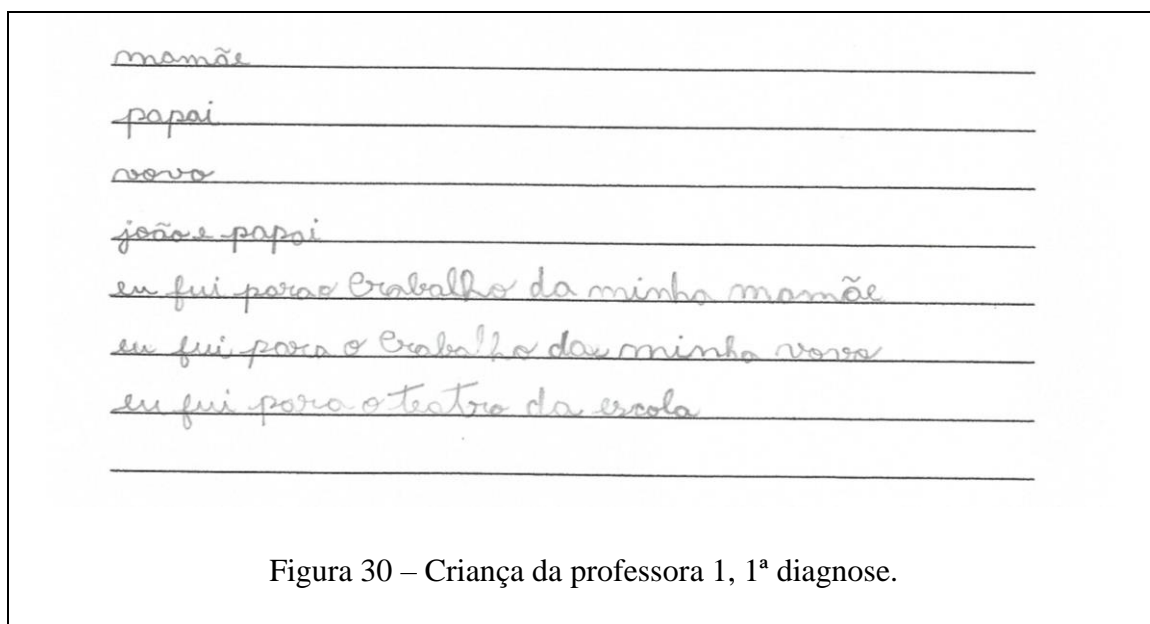 mamãe
papai
vovo
joão e papai
eu fui para o trabalho da minha mamãe
eu fui para o trabalho da minha vovo
eu fui para o teatro da escola
Figura 30 – Criança da professora 1, 1ª diagnose.